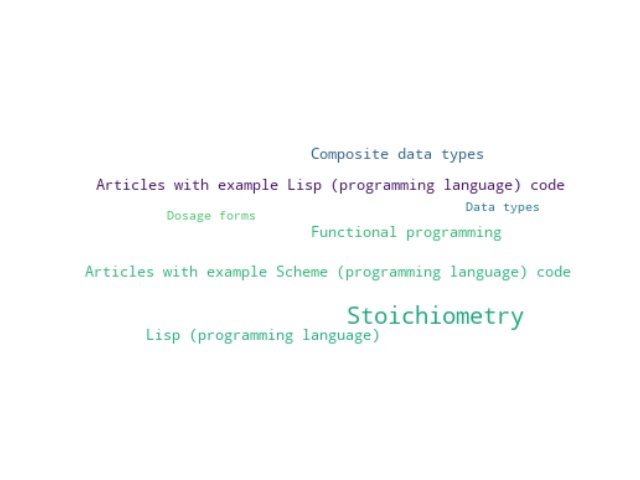 Composite data types
Articles with example Lisp (programming language) code
Data types
Dosage forms
Functional programming
Articles with example Scheme (programming language) code
Stoichiometry
Lisp (programming language)